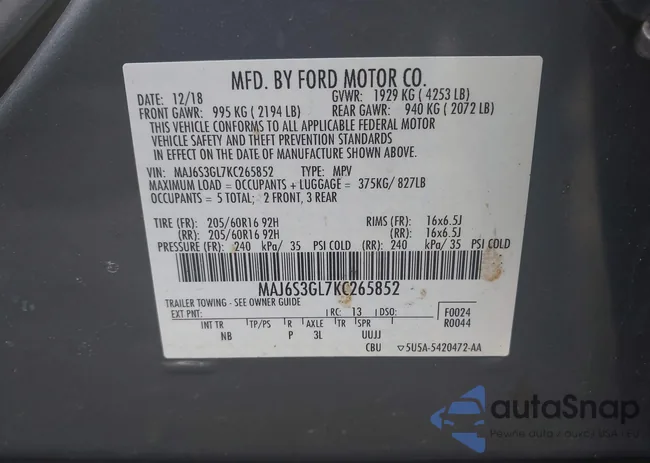 MFD. BY FORD MOTOR CO.
DATE: 12/18 GVWR: 1929 KG ( 4253 LB)
FRONT GAWR: 995 KG ( 2194 LB) REAR GAWR: 940 KG ( 2072 LB)
THIS VEHICLE CONFORMS TO ALL APPLICABLE FEDERAL MOTOR
VEHICLE SAFETY AND THEFT PREVENTION STANDARDS
IN EFFECT ON THE DATE OF MANUFACTURE SHOWN ABOVE.
VIN: MAJ6S3GL7KC265852 TYPE: MPV
MAXIMUM LOAD = OCCUPANTS + LUGGAGE = 375KG/ 827LB
OCCUPANTS = 5 TOTAL; 2 FRONT, 3 REAR
TIRE (FR): 205/60R16 92H RIMS (FR): 16x6.5J
(RR): 205/60R16 92H (RR): 16x6.5J
PRESSURE (FR): 240 kPa/ 35 PSI COLD (RR): 240 kPa/ 35 PSI COLD
MAJ6S3GL7KC265852
TRAILER TOWING - SEE OWNER GUIDE
EXT PNT: RC: 13 DSO: F0024
INT TR TP/PS R AXLE TR SPR R0044
NB P 3L UUJJ
CBU ▽5U5A-5420472-AA
autoSnap
Pewne auto / aukcji USA - EU